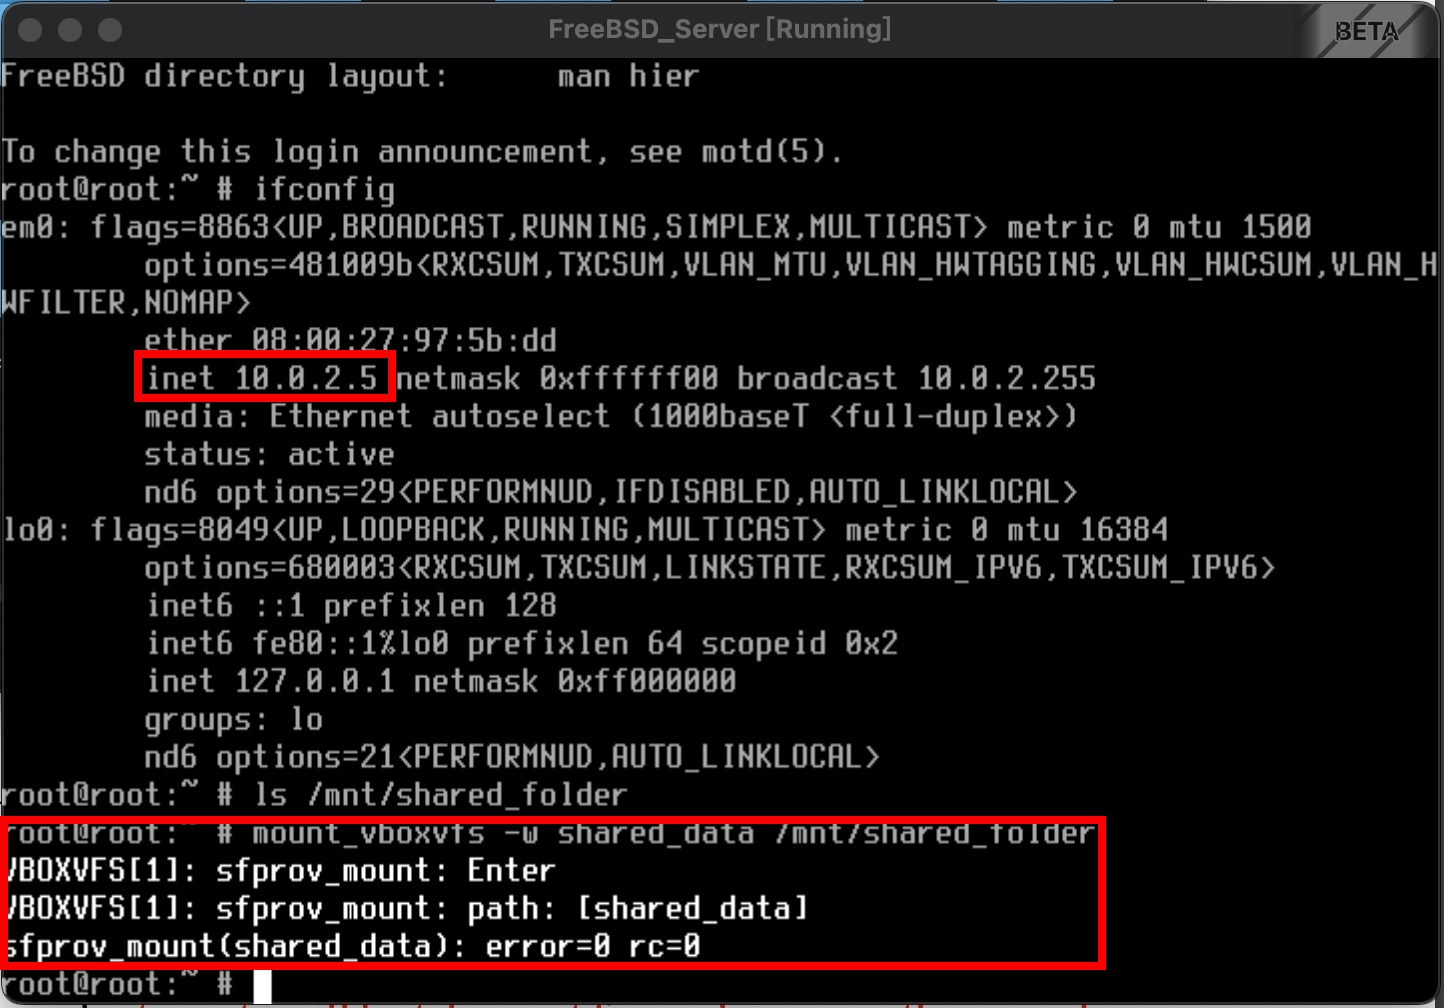 FreeBSD_Server [Running]
BETA
FreeBSD directory layout:      man hier
To change this login announcement, see motd(5).
root@root:~ # ifconfig
em0: flags=8863<UP,BROADCAST,RUNNING,SIMPLEX,MULTICAST> metric 0 mtu 1500
        options=481009b<RXCSUM,TXCSUM,VLAN_MTU,VLAN_HWTAGGING,VLAN_HWCSUM,VLAN_H
WFILTER,NOMAP>
        ether 08:00:27:97:5b:dd
        inet 10.0.2.5 netmask 0xffffff00 broadcast 10.0.2.255
        media: Ethernet autoselect (1000baseT <full-duplex>)
        status: active
        nd6 options=29<PERFORMNUD,IFDISABLED,AUTO_LINKLOCAL>
lo0: flags=8049<UP,LOOPBACK,RUNNING,MULTICAST> metric 0 mtu 16384
        options=680003<RXCSUM,TXCSUM,LINKSTATE,RXCSUM_IPV6,TXCSUM_IPV6>
        inet6 ::1 prefixlen 128
        inet6 fe80::1%lo0 prefixlen 64 scopeid 0x2
        inet 127.0.0.1 netmask 0xff000000
        groups: lo
        nd6 options=21<PERFORMNUD,AUTO_LINKLOCAL>
root@root:~ # ls /mnt/shared_folder
root@root:~ # mount_vboxvfs -w shared_data /mnt/shared_folder
VBOXVFS[1]: sfprov_mount: Enter
VBOXVFS[1]: sfprov_mount: path: [shared_data]
sfprov_mount(shared_data): error=0 rc=0
root@root:~ #